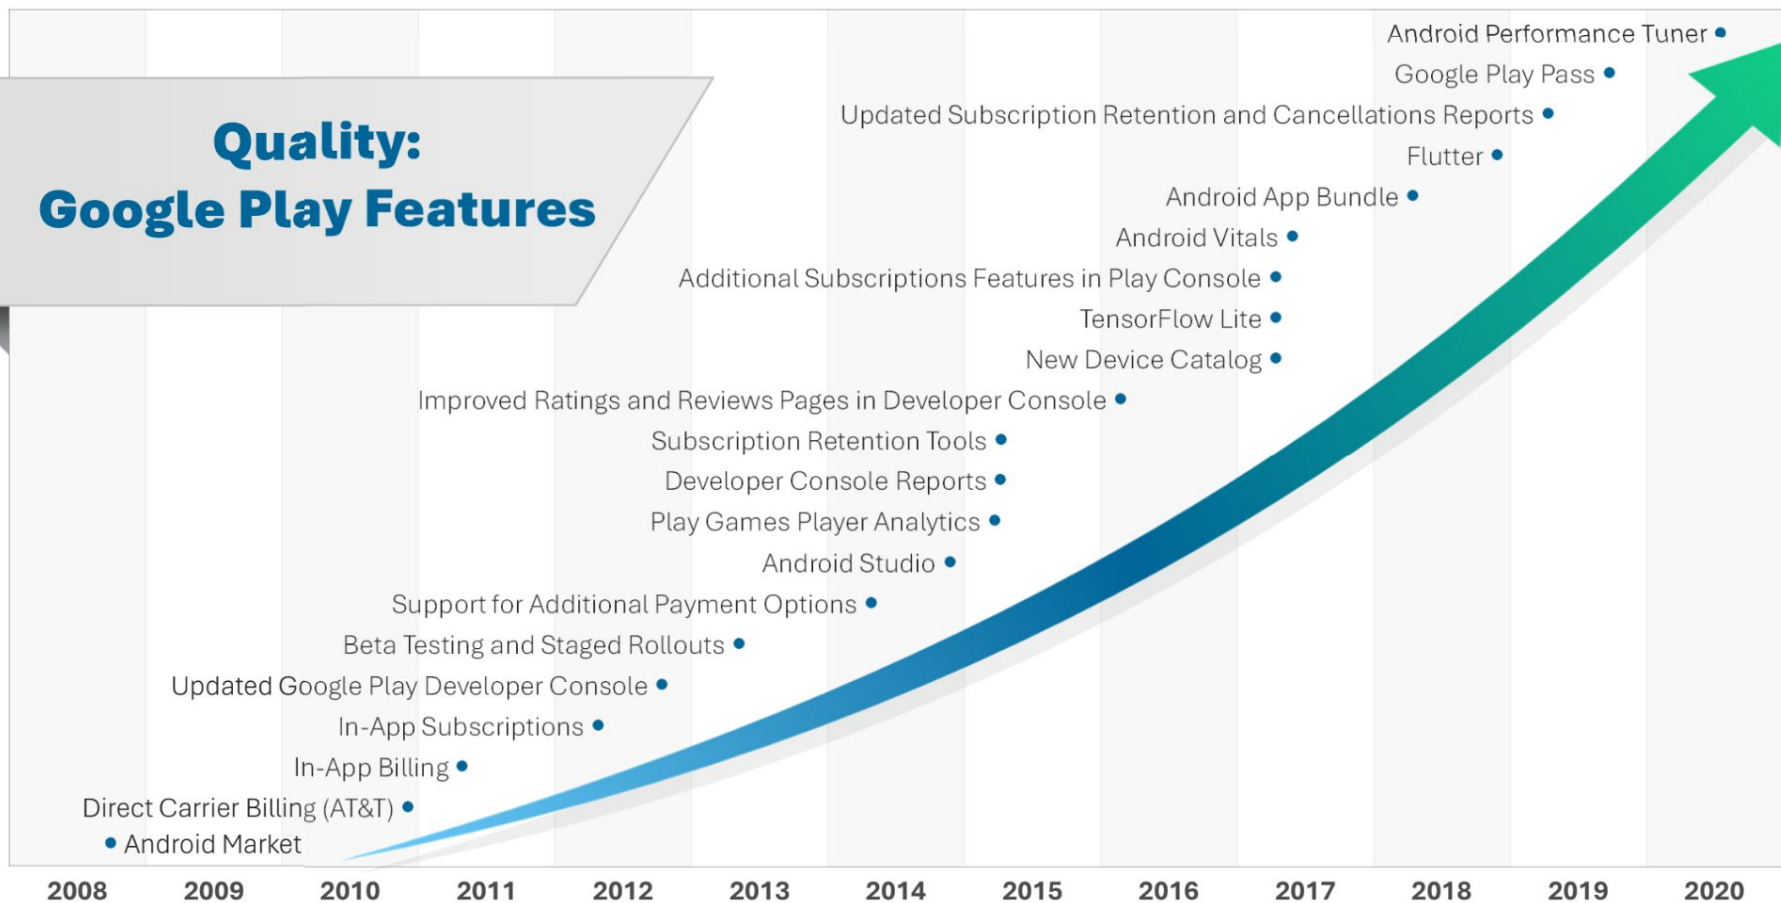 Quality:
Google Play Features
Android Performance Tuner
Google Play Pass
Updated Subscription Retention and Cancellations Reports
Flutter
Android App Bundle
Android Vitals
Additional Subscriptions Features in Play Console
TensorFlow Lite
New Device Catalog
Improved Ratings and Reviews Pages in Developer Console
Subscription Retention Tools
Developer Console Reports
Play Games Player Analytics
Android Studio
Support for Additional Payment Options
Beta Testing and Staged Rollouts
Updated Google Play Developer Console
In-App Subscriptions
In-App Billing
Direct Carrier Billing (AT&T)
Android Market
2008 2009 2010 2011 2012 2013 2014 2015 2016 2017 2018 2019 2020